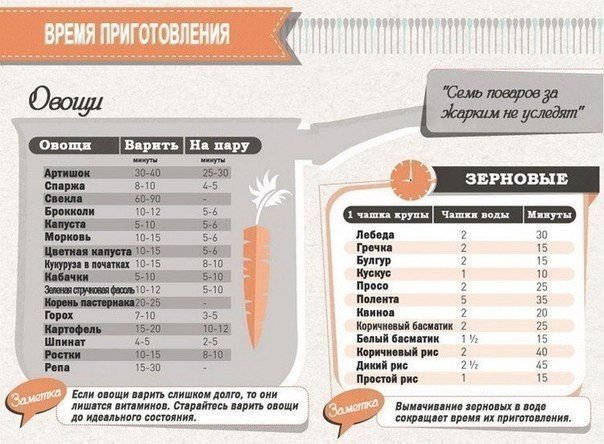 ВРЕМЯ ПРИГОТОВЛЕНИЯ
Овощи
"Семь поваров за
жарким не уследят"
Овощи Варить На пару
минуты минуты
Артишок 30-40 25-30
Спаржа 8-10 4-5
Свекла 60-90 -
Брокколи 10-12 5-6
Капуста 5-10 5-6
Морковь 10-15 5-6
Цветная капуста 10-15 5-6
Кукуруза в початках 10-15 8-10
Кабачки 5-10 5-10
Зеленая стручковая фасоль 10-12 5-10
Корень пастернака 20-25 -
Горох 7-10 3-5
Картофель 15-20 10-12
Шпинат 4-5 2-5
Ростки 10-15 8-10
Репа 15-30 -
Заметка
Если овощи варить слишком долго, то они
лишатся витаминов. Старайтесь варить овощи
до идеального состояния.
ЗЕРНОВЫЕ
1 чашка крупы Чашки воды Минуты
Лебеда 2 30
Гречка 2 15
Булгур 2 15
Кускус 1 10
Просо 2 25
Полента 5 35
Квиноа 2 20
Коричневый басматик 2 25
Белый басматик 1 ½ 15
Коричневый рис 2 40
Дикий рис 2 ½ 45
Простой рис 1 15
Заметка
Вымачивание зерновых в воде
сокращает время их приготовления.